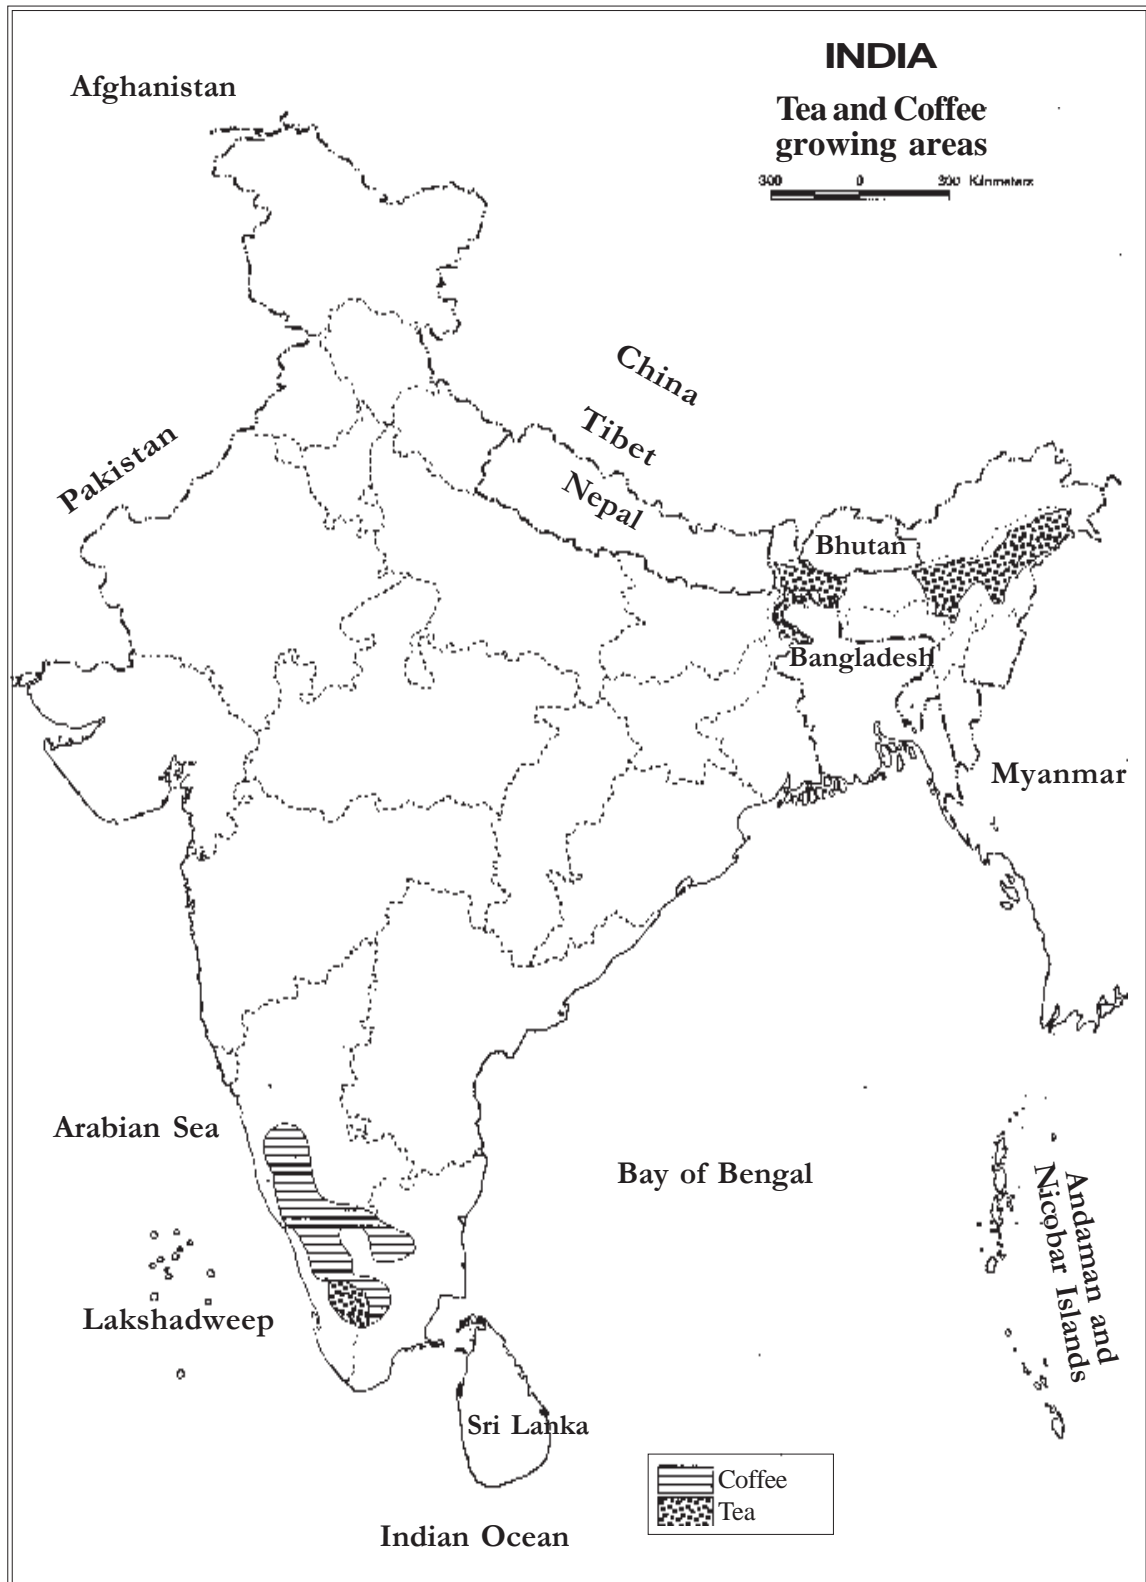 INDIA
Tea and Coffee
growing areas
300 0 300 Kilometers
Afghanistan
China
Tibet
Pakistan
Nepal
Bhutan
Bangladesh
Myanmar
Arabian Sea
Bay of Bengal
Andaman and
Nicobar Islands
Lakshadweep
Sri Lanka
Coffee
Tea
Indian Ocean